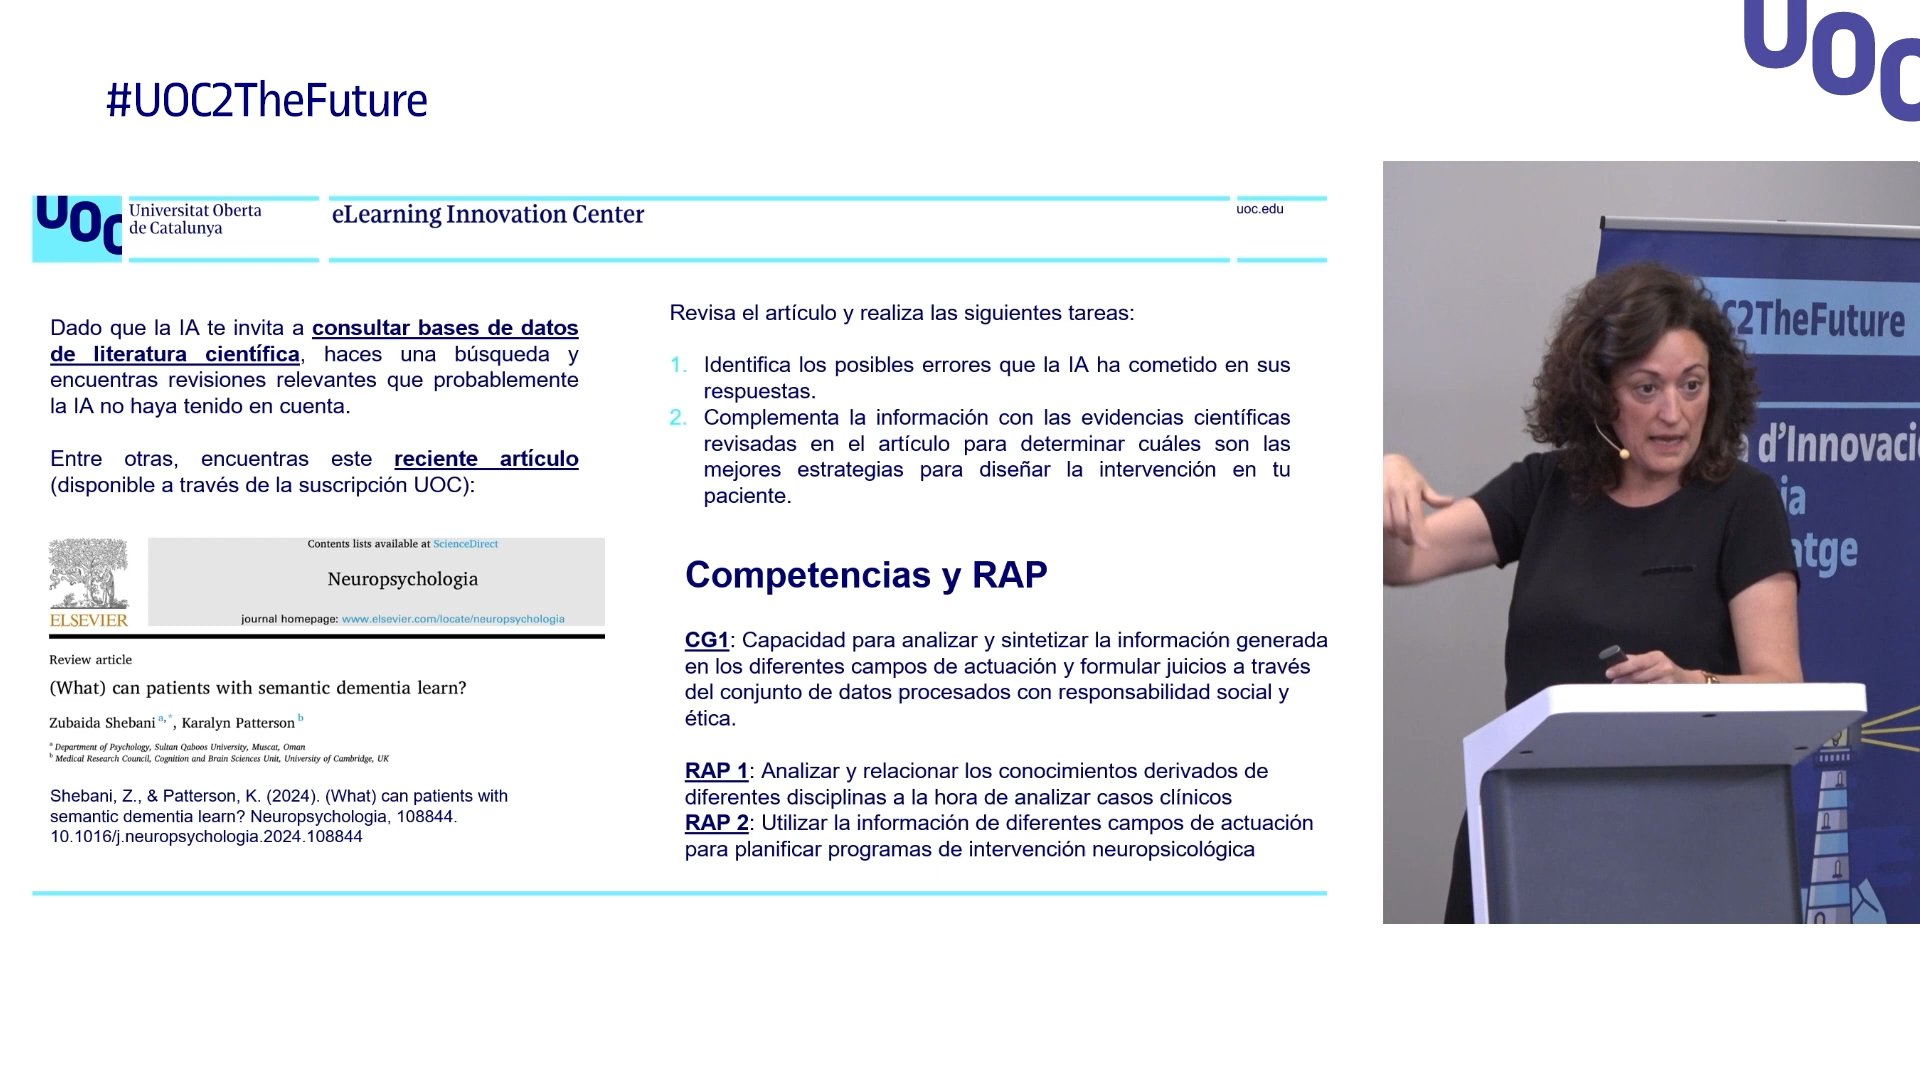 #UOC2TheFuture
UOC
UOC
Universitat Oberta
de Catalunya
eLearning Innovation Center
uoc.edu
Dado que la IA te invita a consultar bases de datos
de literatura científica, haces una búsqueda y
encuentras revisiones relevantes que probablemente
la IA no haya tenido en cuenta.
Entre otras, encuentras este reciente artículo
(disponible a través de la suscripción UOC):
Contents lists available at ScienceDirect
Neuropsychologia
journal homepage: www.elsevier.com/locate/neuropsychologia
ELSEVIER
Review article
(What) can patients with semantic dementia learn?
Zubaida Shebani a,*, Karalyn Patterson b
a Department of Psychology, Sultan Qaboos University, Muscat, Oman
b Medical Research Council, Cognition and Brain Sciences Unit, University of Cambridge, UK
Shebani, Z., & Patterson, K. (2024). (What) can patients with
semantic dementia learn? Neuropsychologia, 108844.
10.1016/j.neuropsychologia.2024.108844
Revisa el artículo y realiza las siguientes tareas:
1. Identifica los posibles errores que la IA ha cometido en sus
respuestas.
2. Complementa la información con las evidencias científicas
revisadas en el artículo para determinar cuáles son las
mejores estrategias para diseñar la intervención en tu
paciente.
Competencias y RAP
CG1: Capacidad para analizar y sintetizar la información generada
en los diferentes campos de actuación y formular juicios a través
del conjunto de datos procesados con responsabilidad social y
ética.
RAP 1: Analizar y relacionar los conocimientos derivados de
diferentes disciplinas a la hora de analizar casos clínicos
RAP 2: Utilizar la información de diferentes campos de actuación
para planificar programas de intervención neuropsicológica
C2TheFuture
d'Innovació